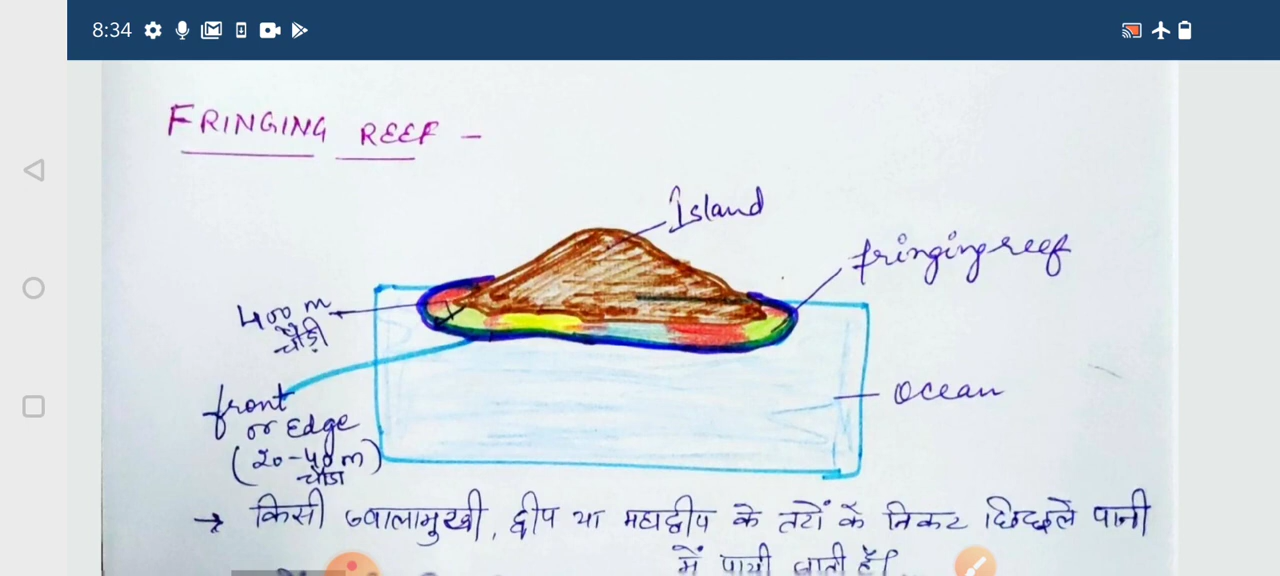 8:34
FRINGING REEF -
Island
fringing reef
400 m
चौड़ी
front
or Edge
(20-40 m)
चौडा
Ocean
→ किसी ज्वालामुखी, द्वीप या महाद्वीप के तटों के निकट छिछले पानी
में पायी जाती हैं।